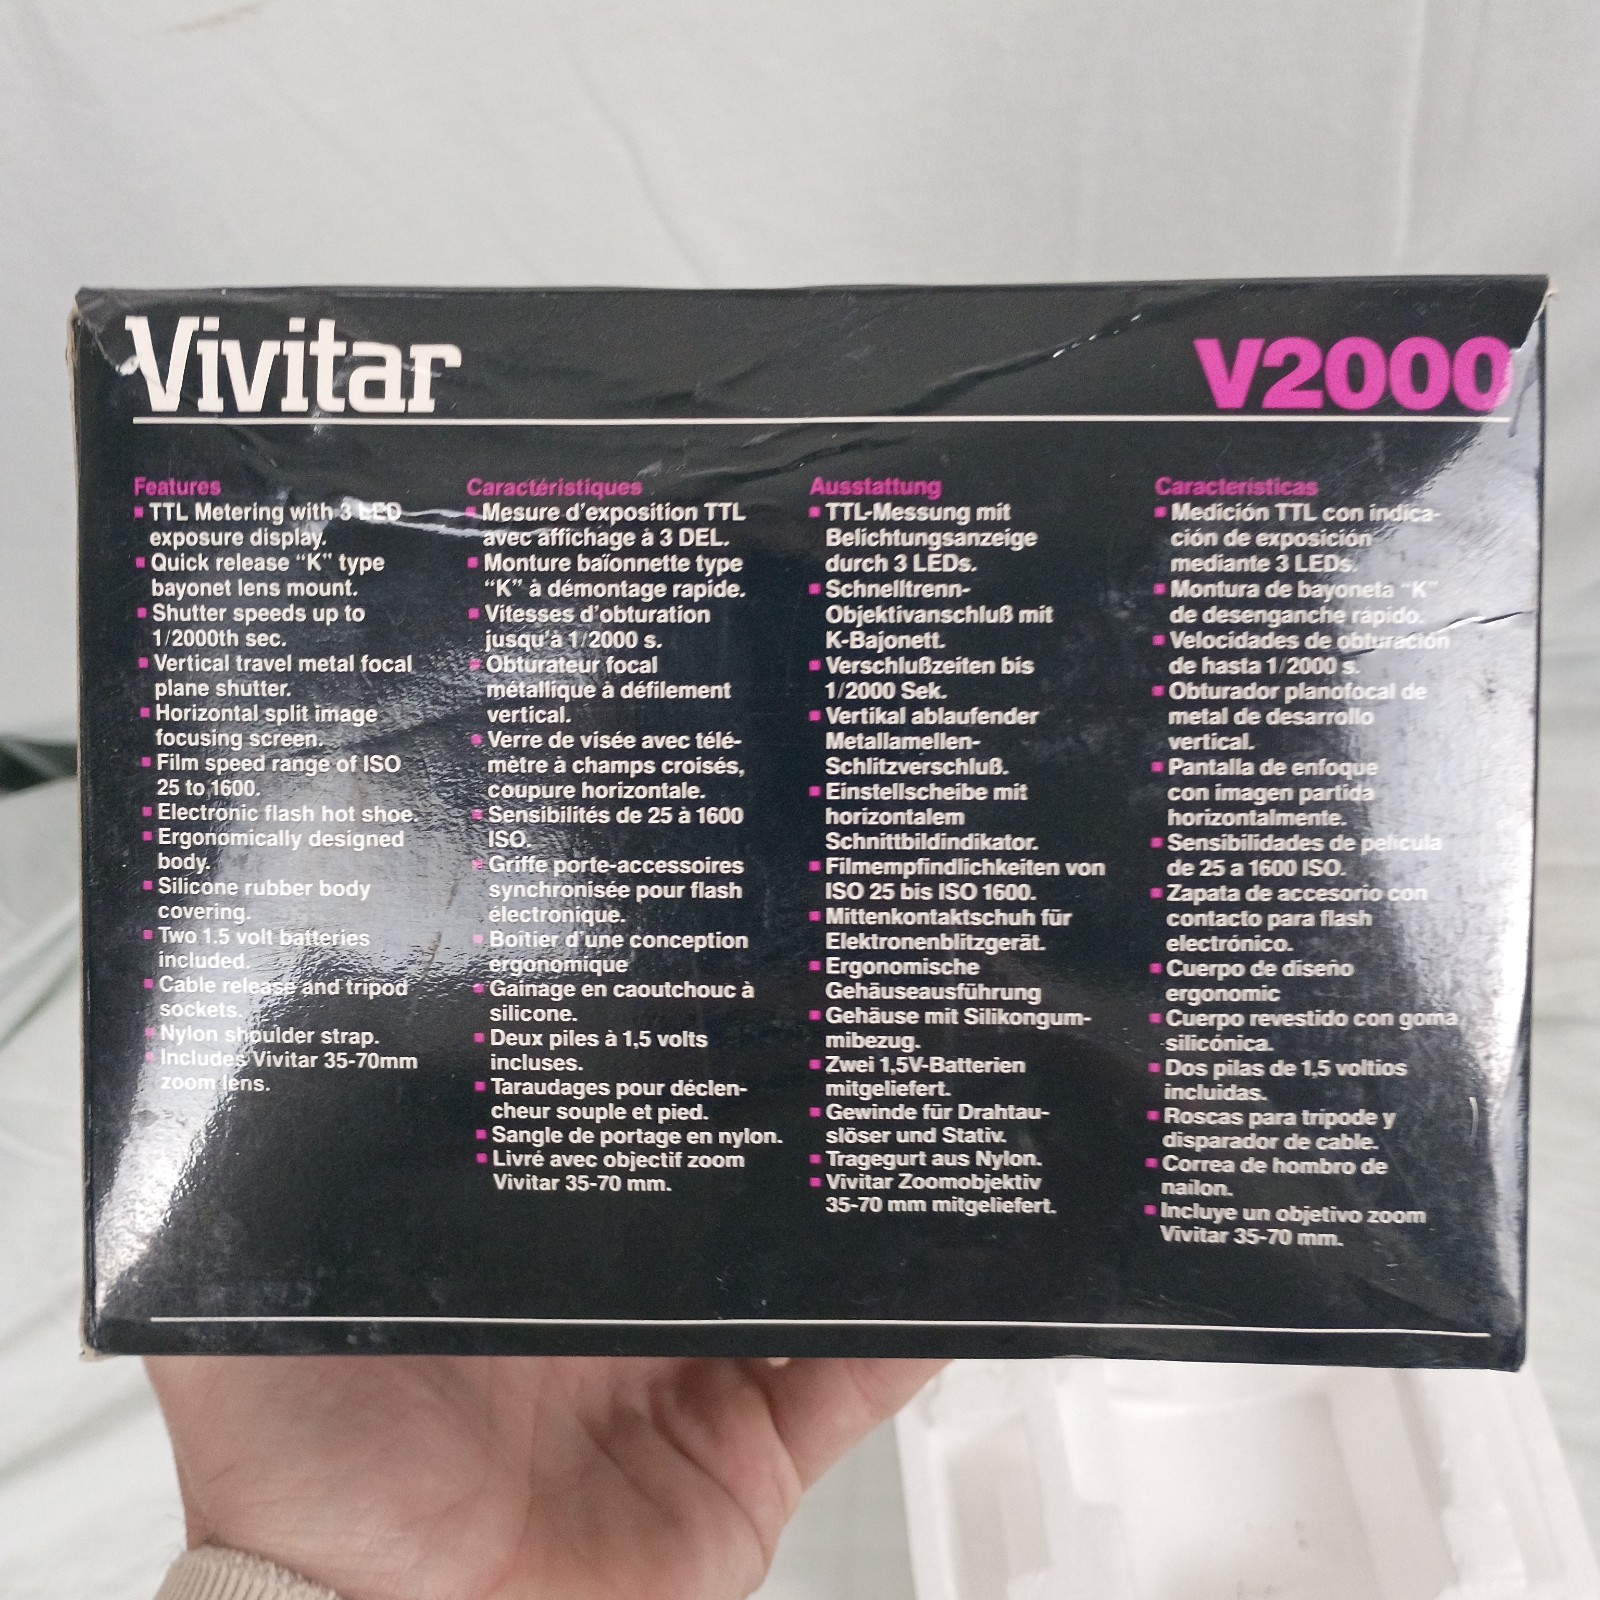 Vivitar
V2000
Features
TTL Metering with 3 LED
exposure display.
Quick release “K” type
bayonet lens mount.
Shutter speeds up to
1/2000th sec.
Vertical travel metal focal
plane shutter.
Horizontal split image
focusing screen.
Film speed range of ISO
25 to 1600.
Electronic flash hot shoe.
Ergonomically designed
body.
Silicone rubber body
covering.
Two 1.5 volt batteries
included.
Cable release and tripod
sockets.
Nylon shoulder strap.
Includes Vivitar 35-70mm
zoom lens.
Caractéristiques
Mesure d’exposition TTL
avec affichage à 3 DEL.
Monture baïonnette type
“K” à démontage rapide.
Vitesses d’obturation
jusqu’à 1/2000 s.
Obturateur focal
métallique à défilement
vertical.
Verre de visée avec télé-
mètre à champs croisés,
coupure horizontale.
Sensibilités de 25 à 1600
ISO.
Griffe porte-accessoires
synchronisée pour flash
électronique.
Boîtier d’une conception
ergonomique
Gainage en caoutchouc à
silicone.
Deux piles à 1,5 volts
incluses.
Taraudages pour déclen-
cheur souple et pied.
Sangle de portage en nylon.
Livré avec objectif zoom
Vivitar 35-70 mm.
Ausstattung
TTL-Messung mit
Belichtungsanzeige
durch 3 LEDs.
Schnelltrenn-
Objektivanschluß mit
K-Bajonett.
Verschlußzeiten bis
1/2000 Sek.
Vertikal ablaufender
Metallamellen-
Schlitzverschluß.
Einstellscheibe mit
horizontalem
Schnittbildindikator.
Filmempfindlichkeiten von
ISO 25 bis ISO 1600.
Mittenkontaktschuh für
Elektronenblitzgerät.
Ergonomische
Gehäuseausführung
Gehäuse mit Silikongum-
mibezug.
Zwei 1,5V-Batterien
mitgeliefert.
Gewinde für Drahtau-
slöser und Stativ.
Tragegurt aus Nylon.
Vivitar Zoomobjektiv
35-70 mm mitgeliefert.
Características
Medición TTL con indica-
ción de exposición
mediante 3 LEDs.
Montura de bayoneta “K”
de desenganche rápido.
Velocidades de obturación
de hasta 1/2000 s.
Obturador planofocal de
metal de desarrollo
vertical.
Pantalla de enfoque
con imagen partida
horizontalmente.
Sensibilidades de película
de 25 a 1600 ISO.
Zapata de accesorio con
contacto para flash
electrónico.
Cuerpo de diseño
ergonomic
Cuerpo revestido con goma
silicónica.
Dos pilas de 1,5 voltios
incluidas.
Roscas para trípode y
disparador de cable.
Correa de hombro de
nailon.
Incluye un objetivo zoom
Vivitar 35-70 mm.